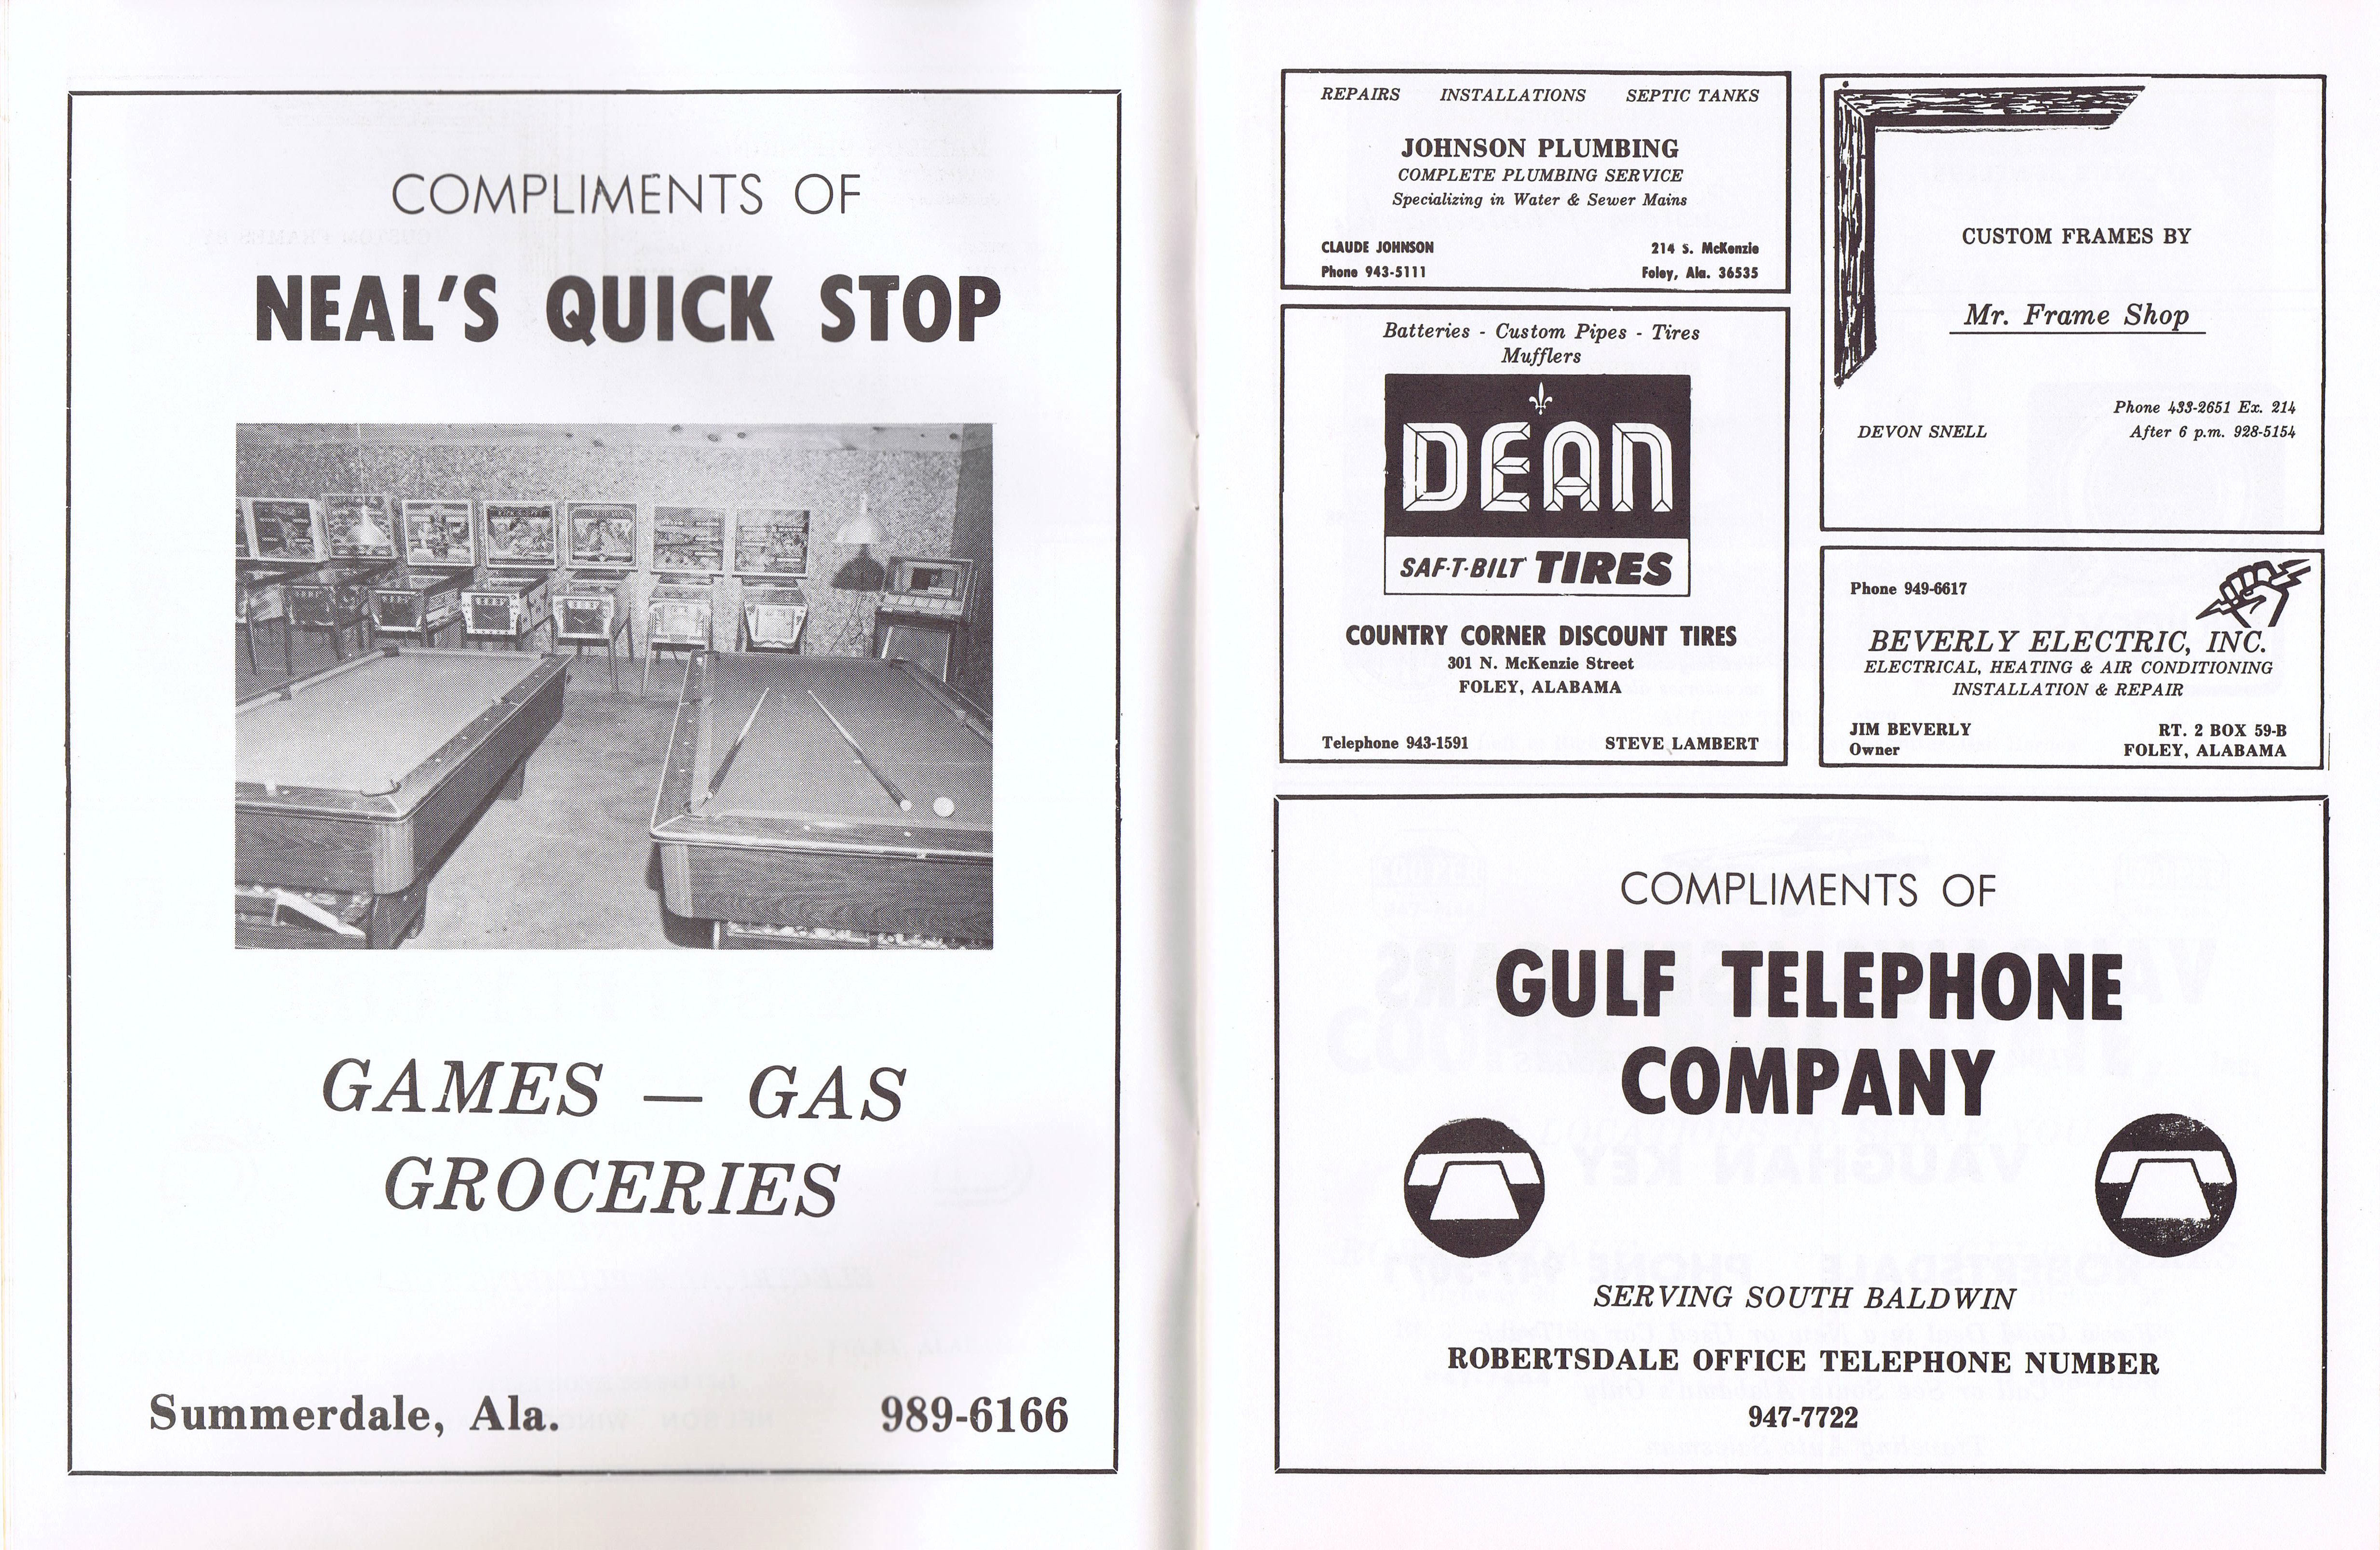 COMPLIMENTS OF
NEAL'S QUICK STOP
GAMES — GAS
GROCERIES
Summerdale, Ala. 989-6166
REPAIRS INSTALLATIONS SEPTIC TANKS
JOHNSON PLUMBING
COMPLETE PLUMBING SERVICE
Specializing in Water & Sewer Mains
CLAUDE JOHNSON 214 S. McKenzie
Phone 943-5111 Foley, Ala. 36535
Batteries - Custom Pipes - Tires
Mufflers
DEAN
SAF-T-BILT TIRES
COUNTRY CORNER DISCOUNT TIRES
301 N. McKenzie Street
FOLEY, ALABAMA
Telephone 943-1591 STEVE LAMBERT
CUSTOM FRAMES BY
Mr. Frame Shop
Phone 433-2651 Ex. 214
DEVON SNELL After 6 p.m. 928-5154
Phone 949-6617
BEVERLY ELECTRIC, INC.
ELECTRICAL, HEATING & AIR CONDITIONING
INSTALLATION & REPAIR
JIM BEVERLY RT. 2 BOX 59-B
Owner FOLEY, ALABAMA
COMPLIMENTS OF
GULF TELEPHONE
COMPANY
SERVING SOUTH BALDWIN
ROBERTSDALE OFFICE TELEPHONE NUMBER
947-7722